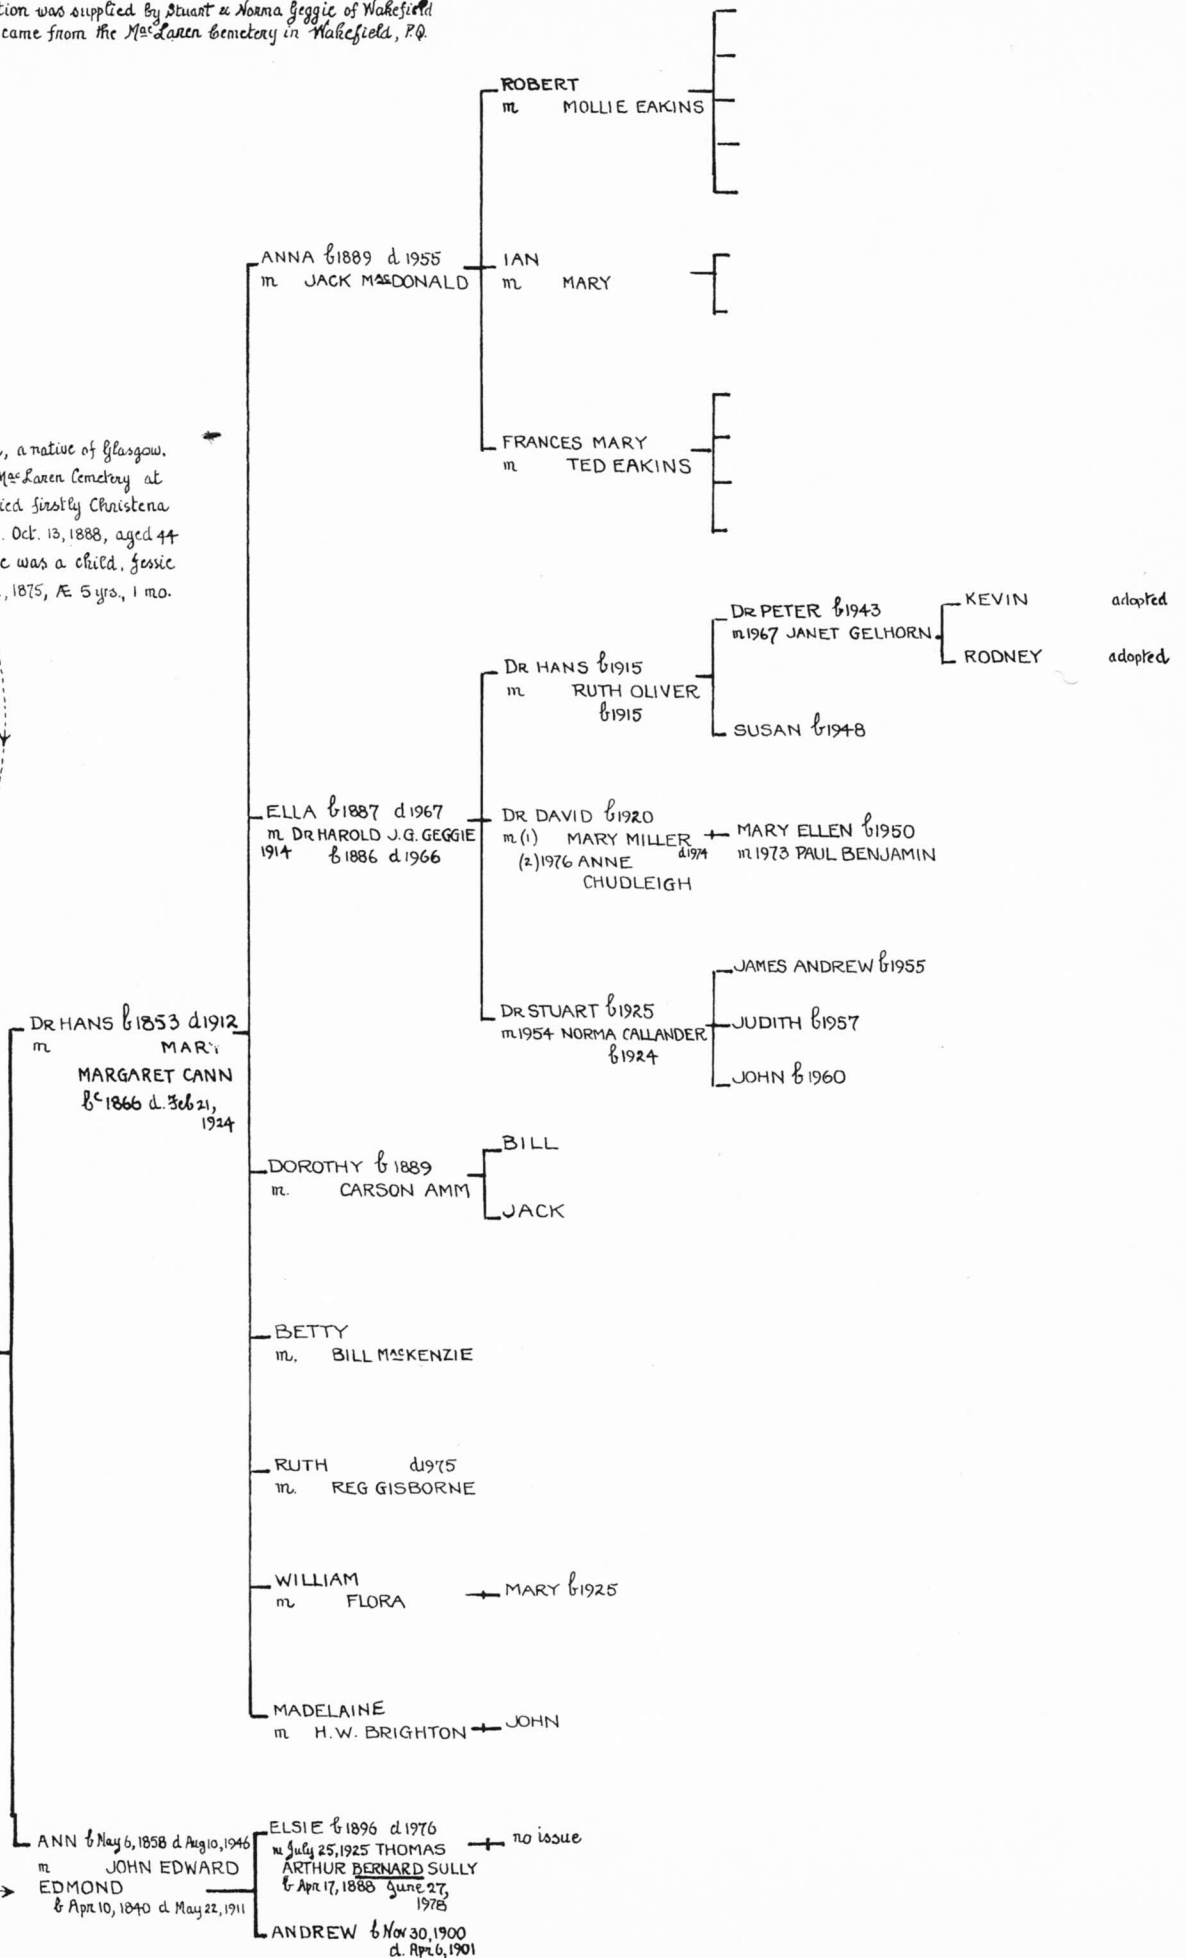 tion was supplied by Stuart & Norma Geggie of Wakefield
came from the MacLaren Cemetery in Wakefield, P.Q.
ROBERT
m MOLLIE EAKINS
ANNA b1889 d 1955
m JACK MacDONALD
IAN
m MARY
FRANCES MARY
m TED EAKINS
, a native of Glasgow.
MacLaren Cemetery at
ied firstly Christena
. Oct. 13, 1888, aged 44
e was a child, Jessie
., 1875, Æ 5 yrs., 1 mo.
DR PETER b1943
m1967 JANET GELHORN
KEVIN adopted
RODNEY adopted
DR HANS b1915
m RUTH OLIVER
b1915
SUSAN b1948
ELLA b1887 d1967
m DR HAROLD J.G. GEGGIE
1914 b1886 d1966
DR DAVID b1920
m(1) MARY MILLER
d1974
(2)1976 ANNE
CHUDLEIGH
MARY ELLEN b1950
m1973 PAUL BENJAMIN
DR STUART b1925
m1954 NORMA CALLANDER
b1924
JAMES ANDREW b1955
JUDITH b1957
JOHN b1960
DR HANS b1853 d1912
m MARY
MARGARET CANN
bc1866 d. Feb 21,
1924
DOROTHY b 1889
m. CARSON AMM
BILL
JACK
BETTY
m. BILL MacKENZIE
RUTH d1975
m. REG GISBORNE
WILLIAM
m FLORA
MARY b1925
MADELAINE
m H.W. BRIGHTON
JOHN
ANN b May 6, 1858 d Aug 10, 1946
m JOHN EDWARD
EDMOND
b Apr 10, 1840 d May 22, 1911
ELSIE b1896 d1976
m July 25, 1925 THOMAS
ARTHUR BERNARD SULLY
b Apr 17, 1888 June 27,
1978
no issue
ANDREW b Nov 30, 1900
d. Apr 6, 1901